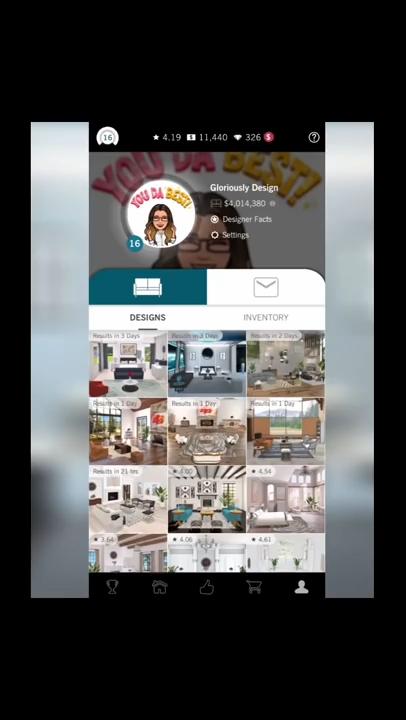 16
4.19
11,440
326
YOU DA BEST!
YOU DA BEST!
16
Gloriously Design
$4,014,380
Designer Facts
Settings
DESIGNS
INVENTORY
Results in 3 Days
Results in 3 Days
Results in 2 Days
Results in 1 Day
Results in 1 Day
Results in 1 Day
Results in 21 hrs
★ 4.00
★ 4.54
★ 3.64
★ 4.06
★ 4.61